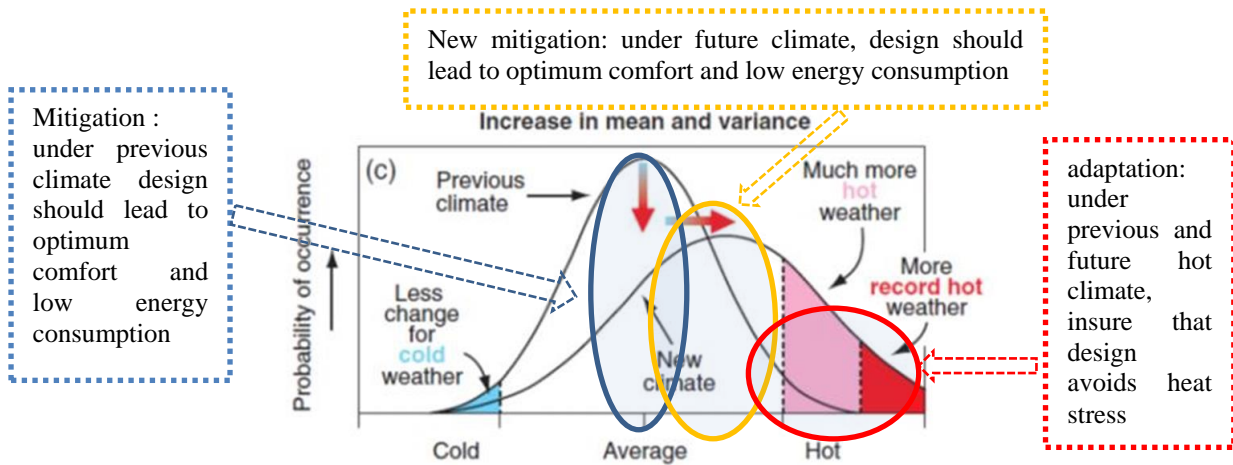 New mitigation: under future climate, design should
lead to optimum comfort and low energy consumption
Mitigation :
under previous
climate design
should lead to
optimum
comfort and
low energy
consumption
Increase in mean and variance
(c)
Previous
climate
Much more
hot
weather
More
record hot
weather
Less
change
for
cold
weather
New
climate
Probability of occurrence
Cold
Average
Hot
adaptation:
under
previous and
future hot
climate,
insure that
design
avoids heat
stress